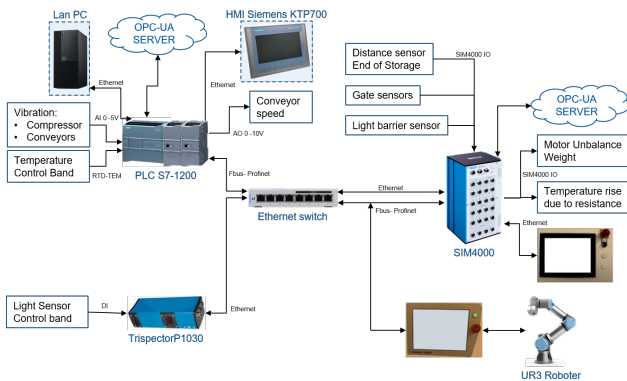 Lan PC
OPC-UA
SERVER
HMI Siemens KTP700
Ethernet
Ethernet
Vibration:
• Compressor
• Conveyors
AI 0 -5V
Temperature
Control Band
RTD-TEM
PLC S7-1200
Conveyor
speed
AO 0 -10V
Fbus- Profinet
Distance sensor
End of Storage
SIM4000 IO
Gate sensors
Light barrier sensor
OPC-UA
SERVER
Motor Unbalance
Weight
SIM4000 IO
Temperature rise
due to resistance
Ethernet
SIM4000
Ethernet
Fbus- Profinet
Ethernet switch
Light Sensor
Control band
DI
Ethernet
TrispectorP1030
UR3 Roboter